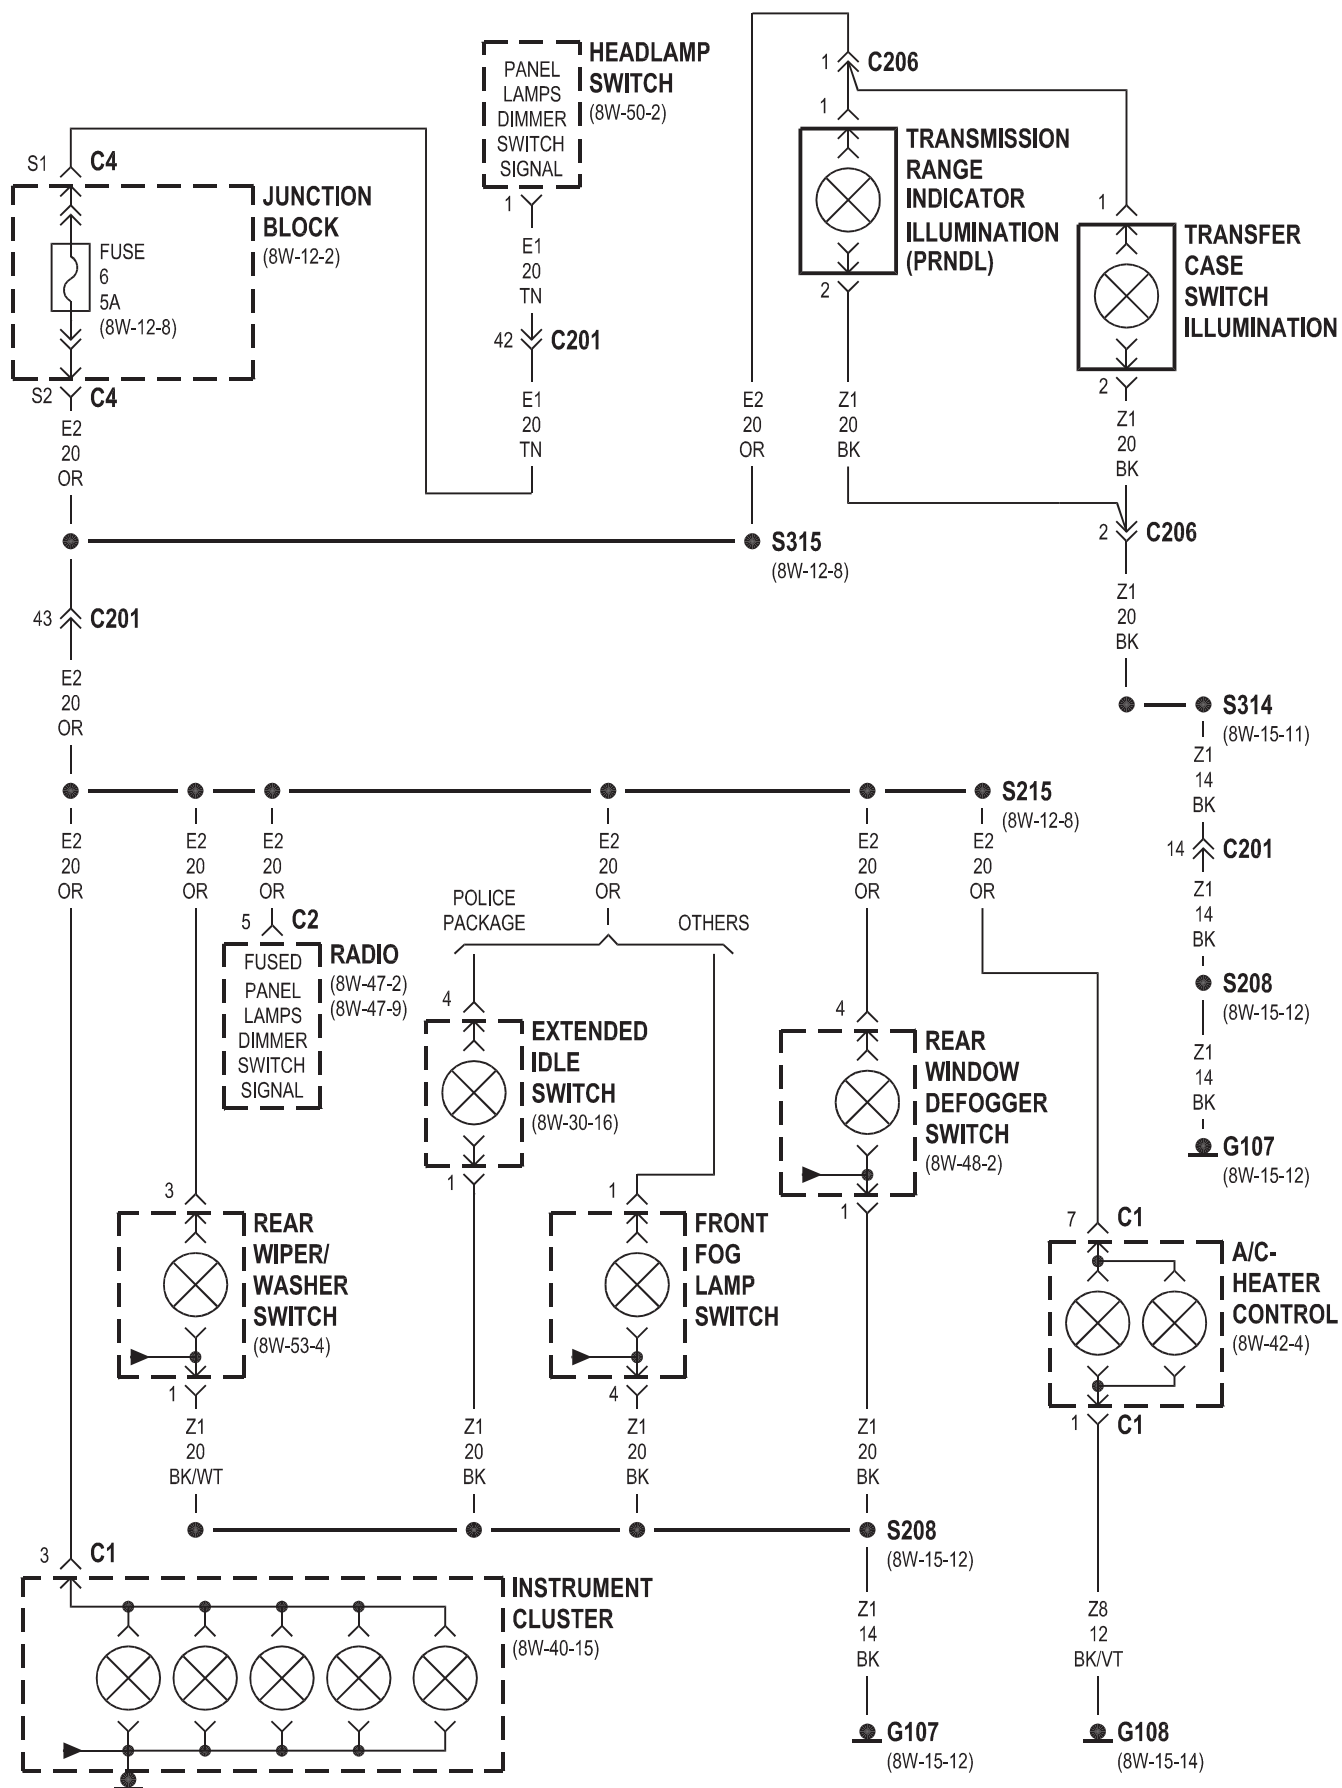 HEADLAMP
SWITCH
(8W-50-2)
PANEL
LAMPS
DIMMER
SWITCH
SIGNAL
1
E1
20
TN
42
C201
E1
20
TN
S1
C4
JUNCTION
BLOCK
(8W-12-2)
FUSE
6
5A
(8W-12-8)
S2
C4
E2
20
OR
1
C206
1
TRANSMISSION
RANGE
INDICATOR
ILLUMINATION
(PRNDL)
2
1
TRANSFER
CASE
SWITCH
ILLUMINATION
2
E2
20
OR
Z1
20
BK
Z1
20
BK
S315
(8W-12-8)
2
C206
Z1
20
BK
43
C201
E2
20
OR
S314
(8W-15-11)
Z1
14
BK
14
C201
Z1
14
BK
S208
(8W-15-12)
Z1
14
BK
G107
(8W-15-12)
S215
(8W-12-8)
E2
20
OR
E2
20
OR
E2
20
OR
E2
20
OR
E2
20
OR
E2
20
OR
5
C2
RADIO
(8W-47-2)
(8W-47-9)
FUSED
PANEL
LAMPS
DIMMER
SWITCH
SIGNAL
POLICE
PACKAGE
OTHERS
4
EXTENDED
IDLE
SWITCH
(8W-30-16)
1
4
REAR
WINDOW
DEFOGGER
SWITCH
(8W-48-2)
1
3
REAR
WIPER/
WASHER
SWITCH
(8W-53-4)
1
1
FRONT
FOG
LAMP
SWITCH
4
7
C1
A/C-
HEATER
CONTROL
(8W-42-4)
1
C1
Z1
20
BK/WT
Z1
20
BK
Z1
20
BK
Z1
20
BK
S208
(8W-15-12)
3
C1
INSTRUMENT
CLUSTER
(8W-40-15)
Z1
14
BK
G107
(8W-15-12)
Z8
12
BK/VT
G108
(8W-15-14)